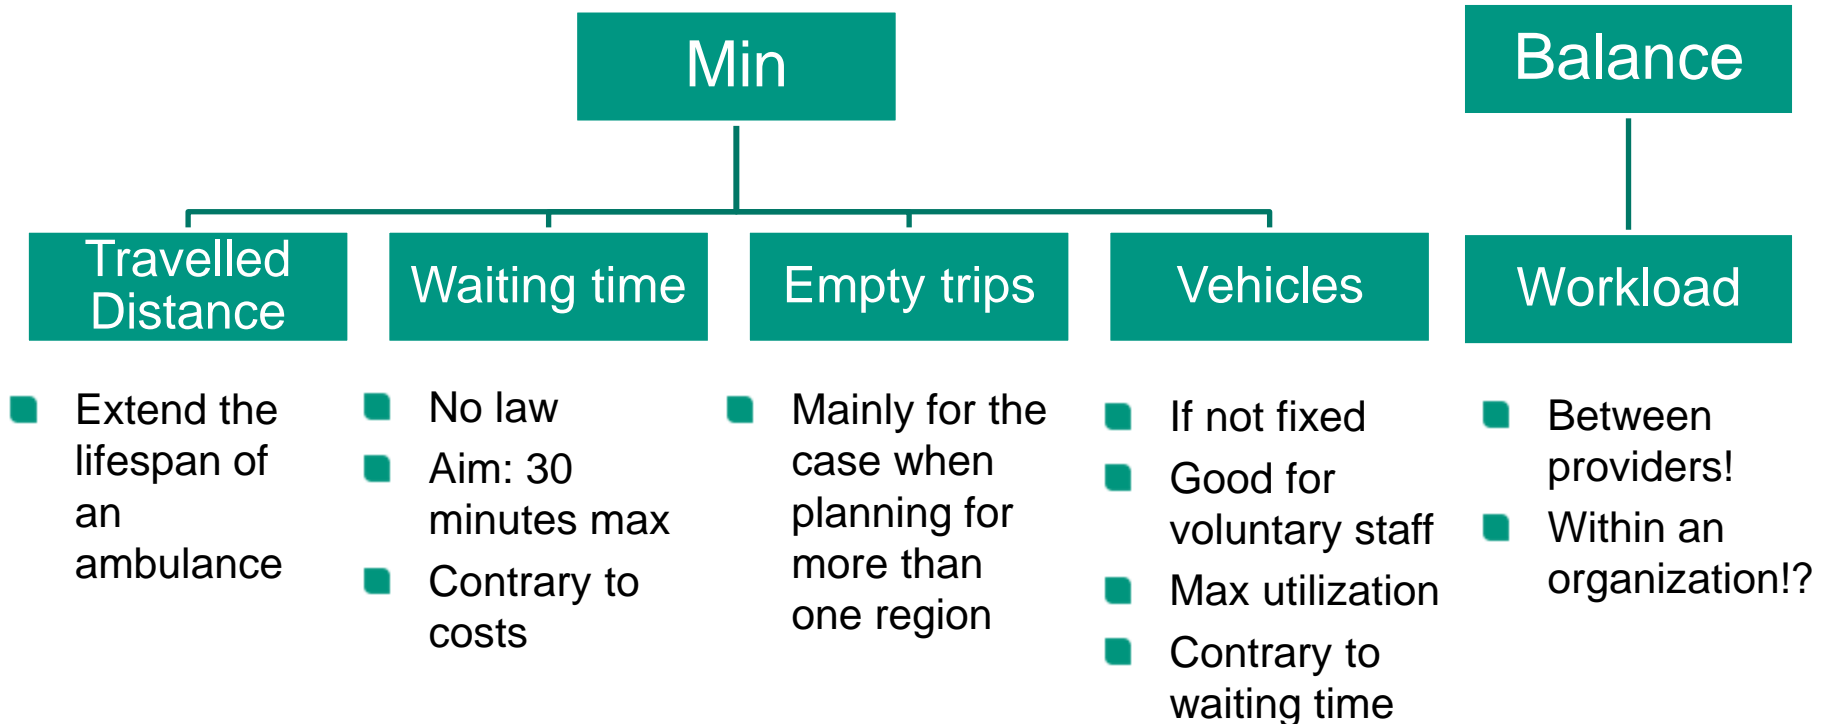 Min
Balance
Travelled
Distance
Waiting time
Empty trips
Vehicles
Workload
Extend the
lifespan of
an
ambulance
No law
Aim: 30
minutes max
Contrary to
costs
Mainly for the
case when
planning for
more than
one region
If not fixed
Good for
voluntary staff
Max utilization
Contrary to
waiting time
Between
providers!
Within an
organization!?